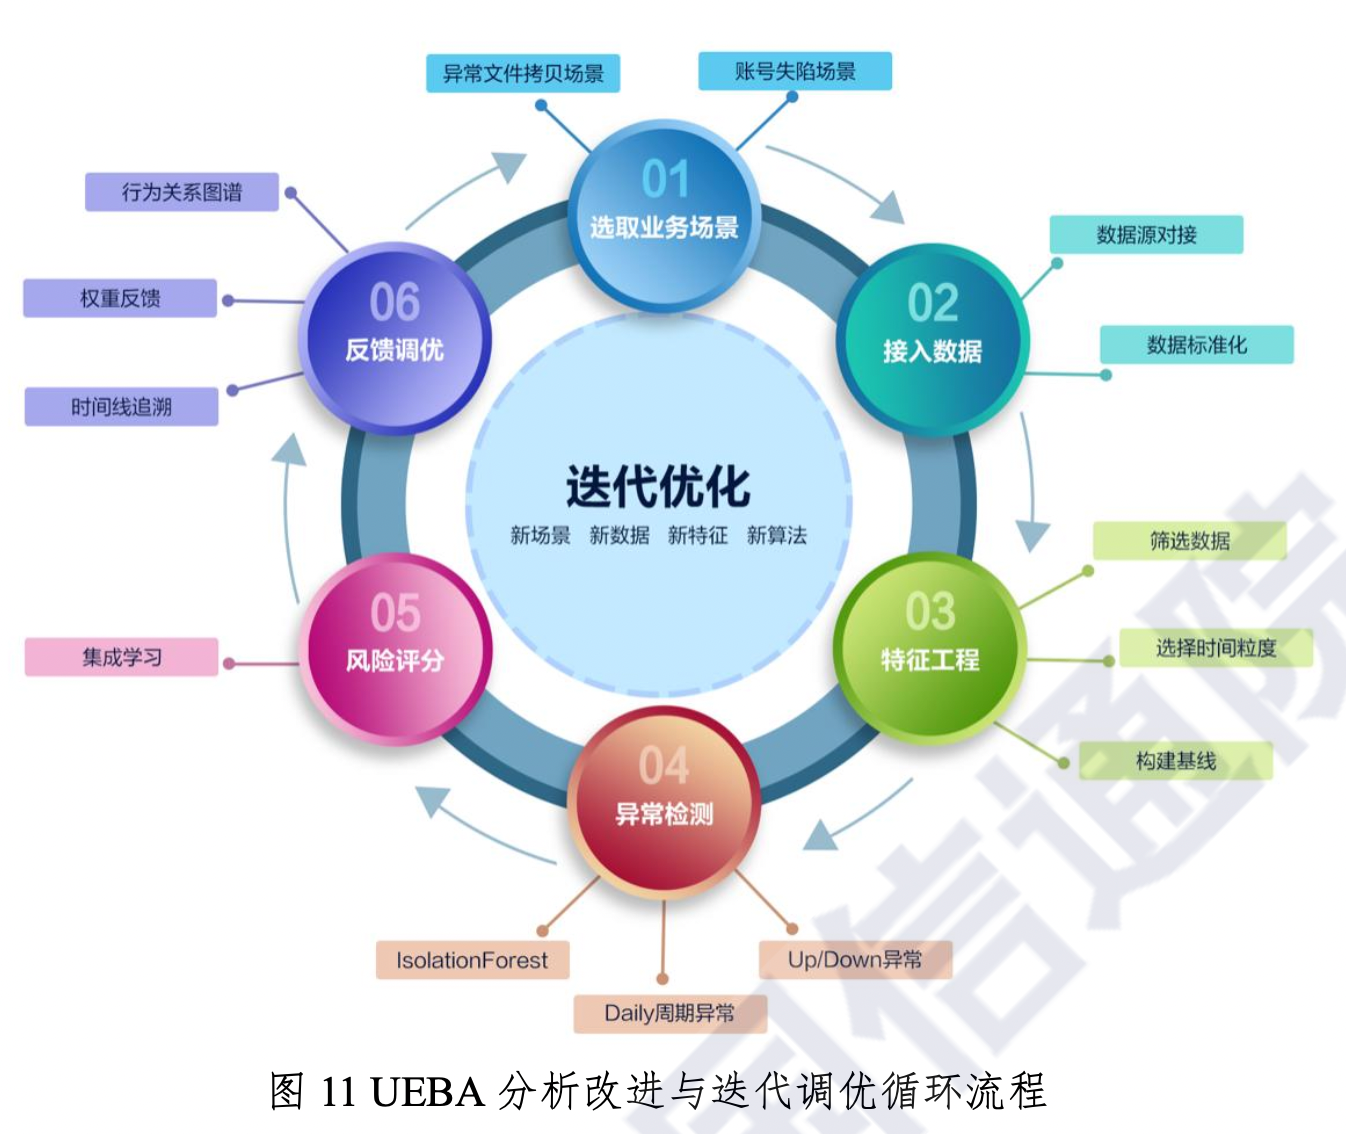 异常文件拷贝场景
账号失陷场景
01
选取业务场景
行为关系图谱
权重反馈
时间线追溯
06
反馈调优
02
接入数据
数据源对接
数据标准化
迭代优化
新场景 新数据 新特征 新算法
05
风险评分
集成学习
03
特征工程
筛选数据
选择时间粒度
构建基线
04
异常检测
IsolationForest
Daily周期异常
Up/Down异常
图 11 UEBA 分析改进与迭代调优循环流程
国信通院